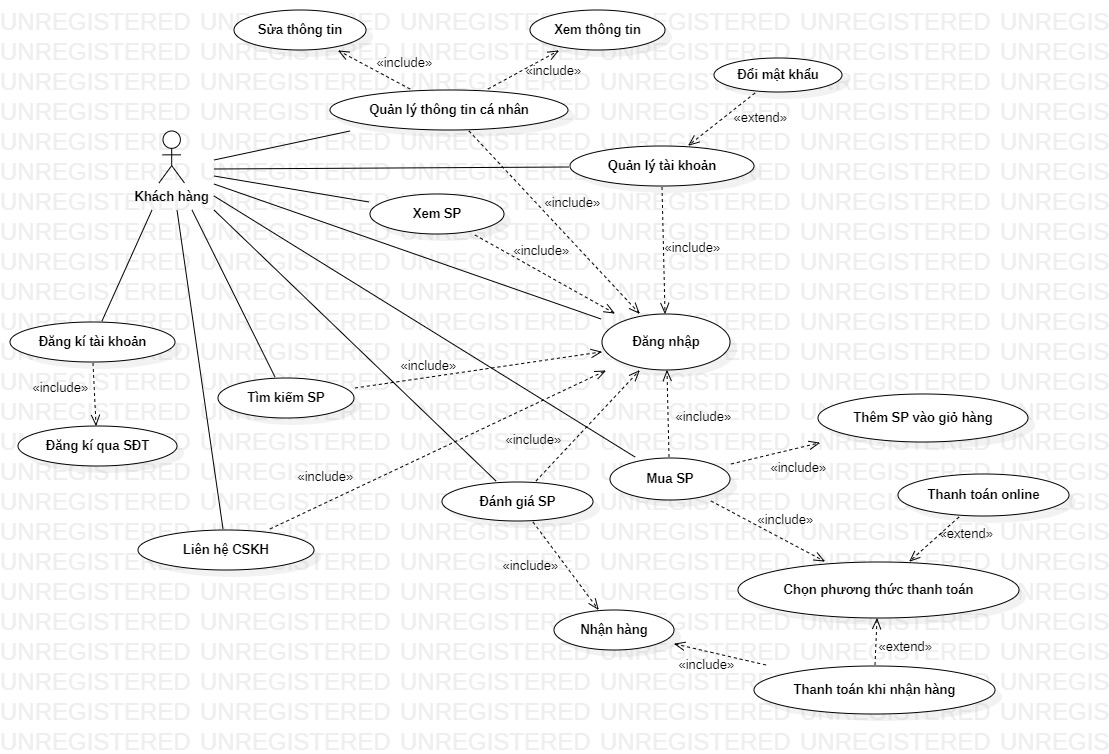 Sửa thông tin
Xem thông tin
«include»
«include»
Đổi mật khẩu
Quản lý thông tin cá nhân
«extend»
Quản lý tài khoản
Khách hàng
«include»
Xem SP
«include»
«include»
Đăng kí tài khoản
Đăng nhập
«include»
«include»
Tìm kiếm SP
«include»
Thêm SP vào giỏ hàng
Đăng kí qua SĐT
«include»
«include»
«include»
Mua SP
Đánh giá SP
Thanh toán online
«include»
«extend»
Liên hệ CSKH
«include»
Chọn phương thức thanh toán
Nhận hàng
«extend»
«include»
Thanh toán khi nhận hàng
UNREGISTERED